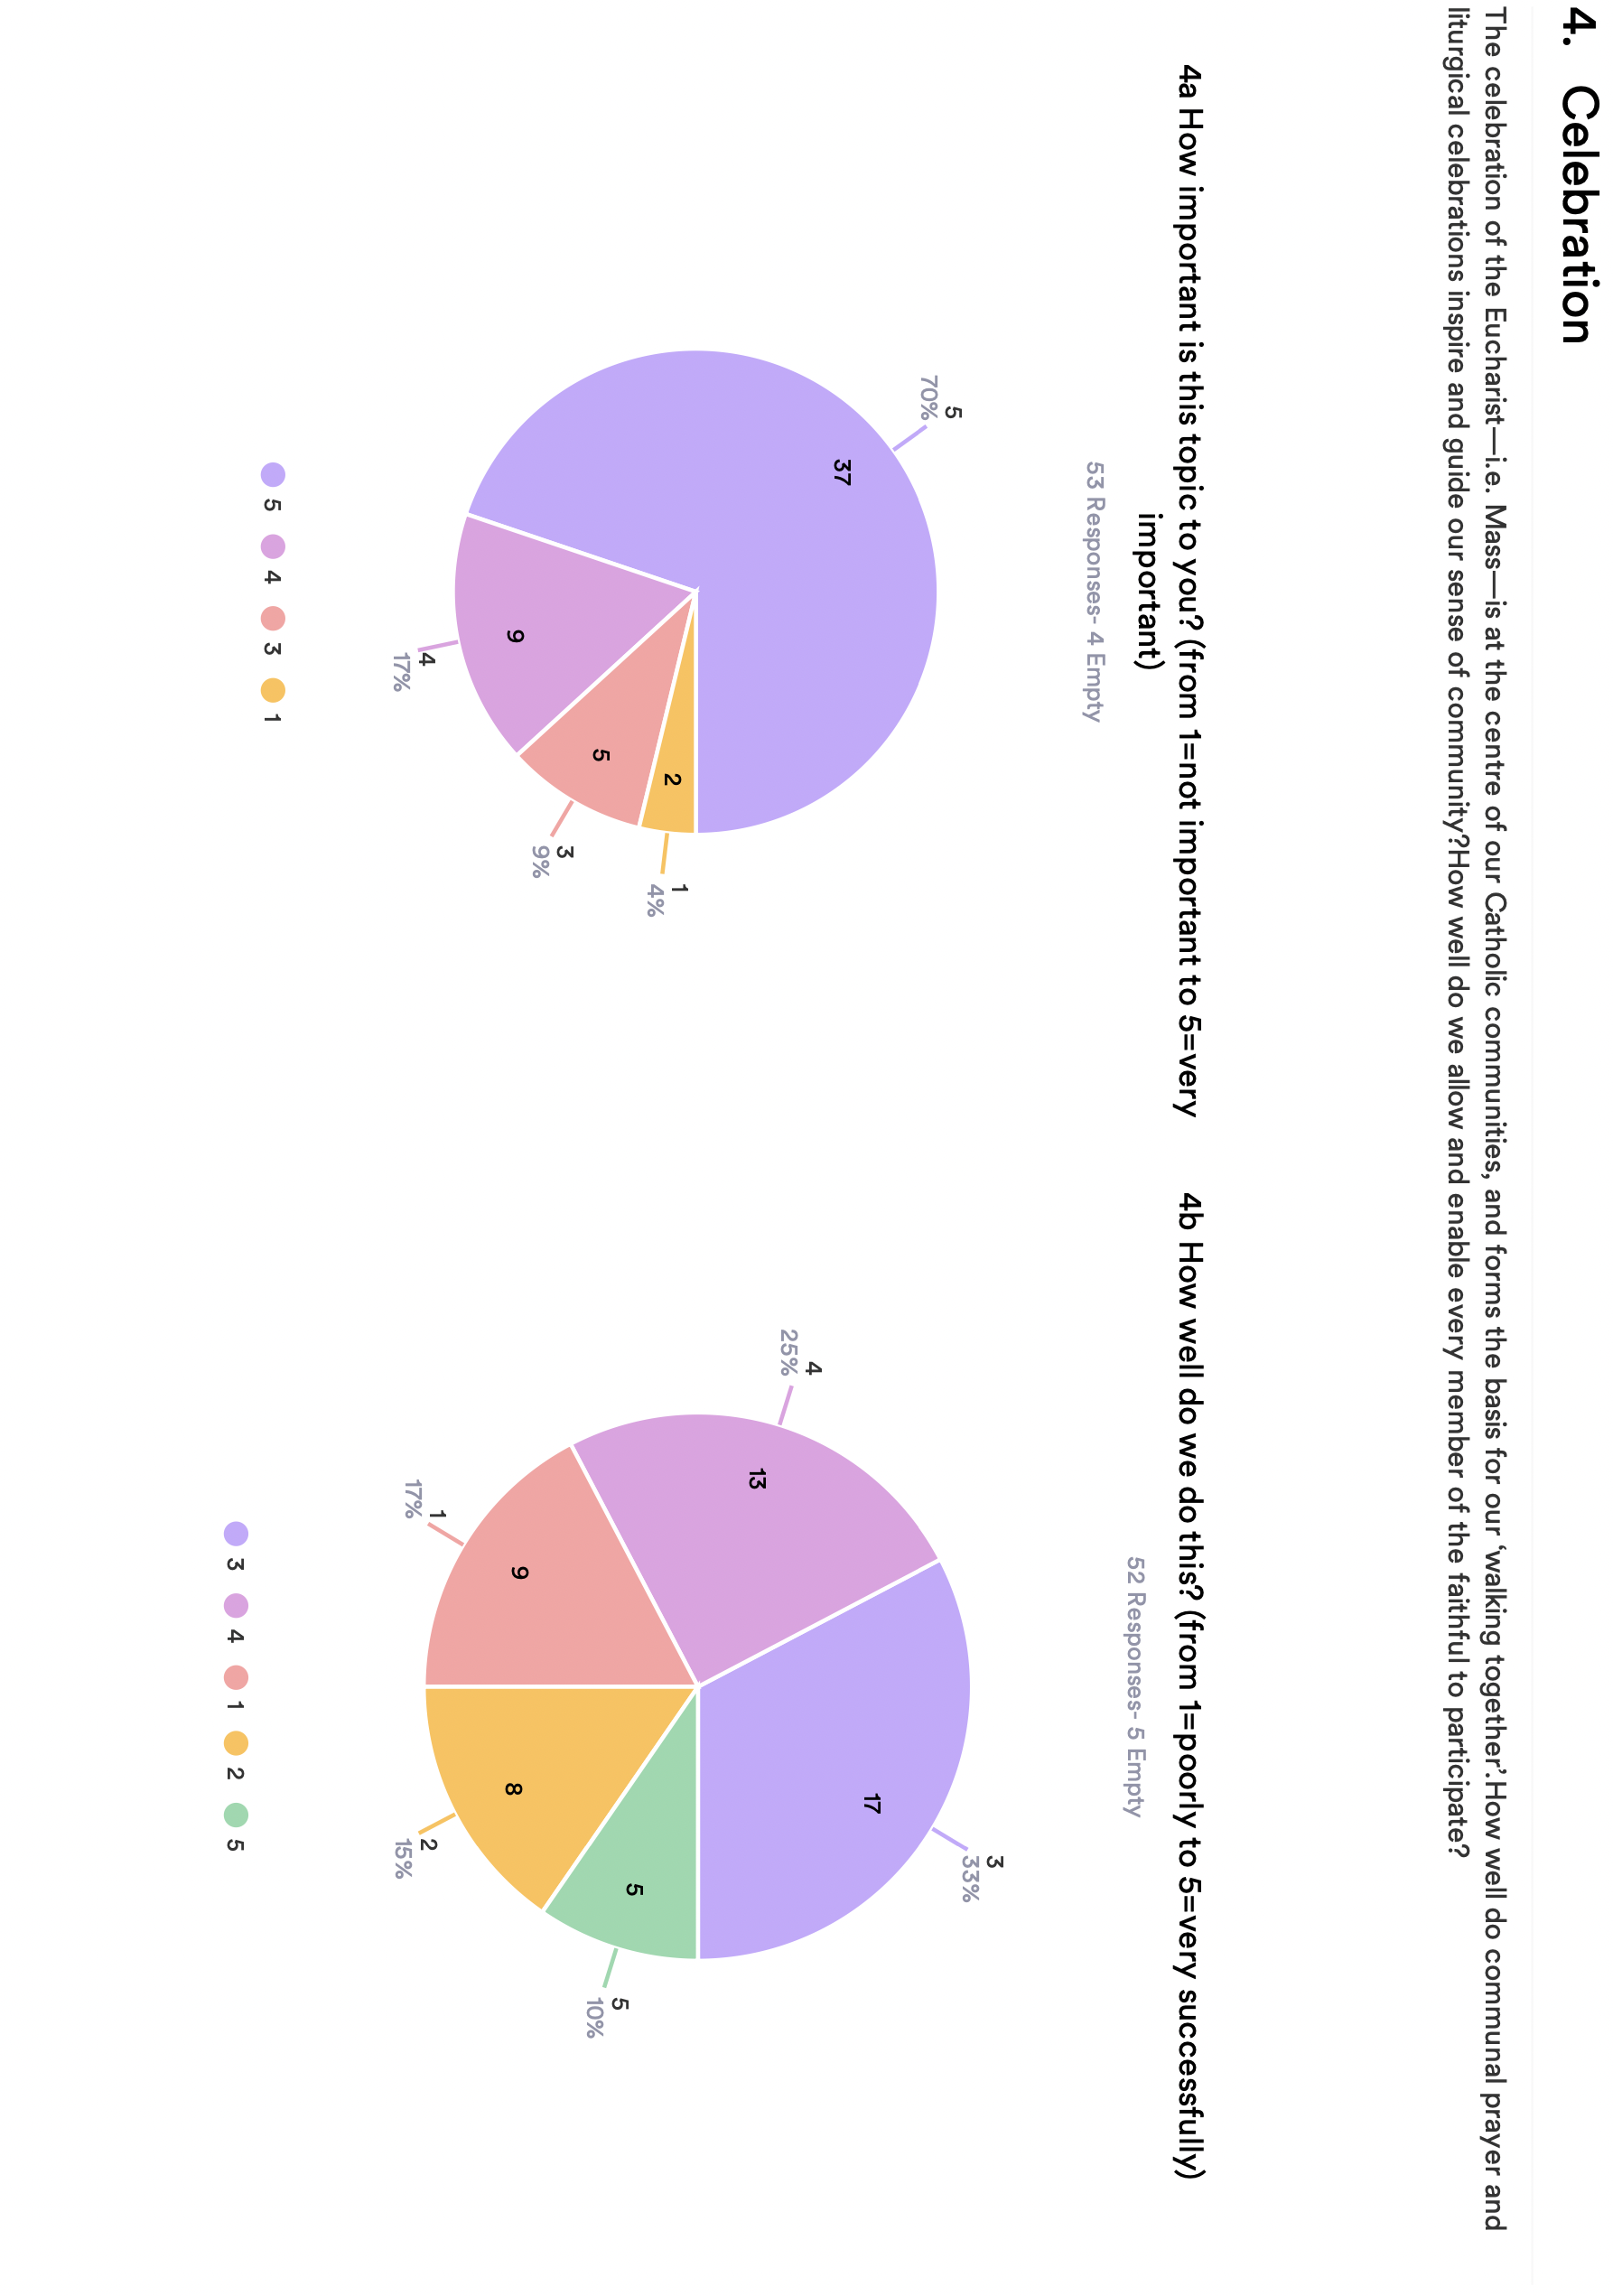 4. Celebration
The celebration of the Eucharist—i.e. Mass—is at the centre of our Catholic communities, and forms the basis for our ‘walking together’.How well do communal prayer and
liturgical celebrations inspire and guide our sense of community?How well do we allow and enable every member of the faithful to participate?
4a How important is this topic to you? (from 1=not important to 5=very
important)
53 Responses- 4 Empty
5
70%
37
9
4
17%
5
3
9%
2
1
4%
5 4 3 1
4b How well do we do this? (from 1=poorly to 5=very successfully)
52 Responses- 5 Empty
4
25%
13
17
3
33%
1
17%
9
8
2
15%
5
5
10%
3 4 1 2 5